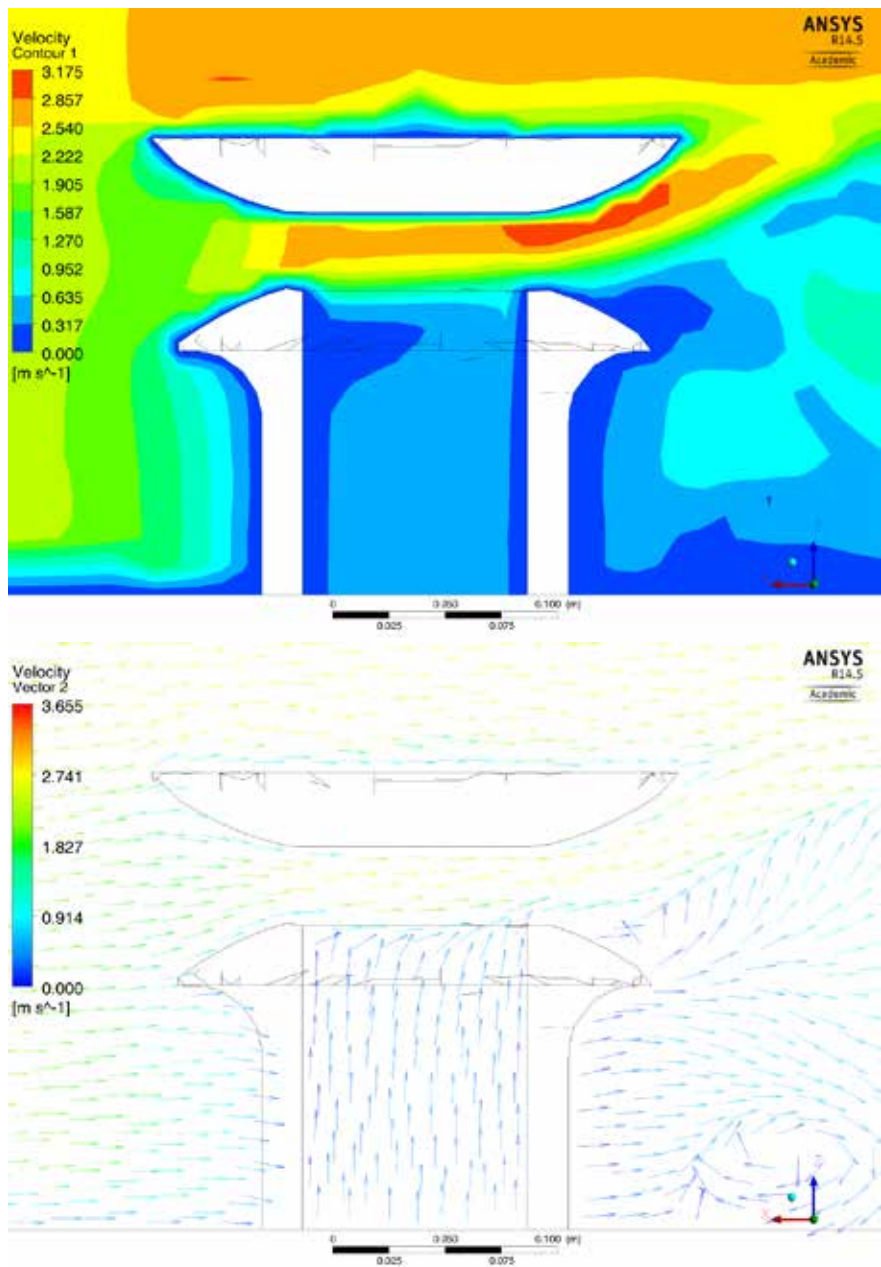 ANSYS
R14.5
Academic
Velocity
Contour 1
3.175
2.857
2.540
2.222
1.905
1.587
1.270
0.952
0.635
0.317
0.000
[m s^-1]
0 0.050 0.100 (m)
0.025 0.075
ANSYS
R14.5
Academic
Velocity
Vector 2
3.655
2.741
1.827
0.914
0.000
[m s^-1]
0 0.050 0.100 (m)
0.025 0.075